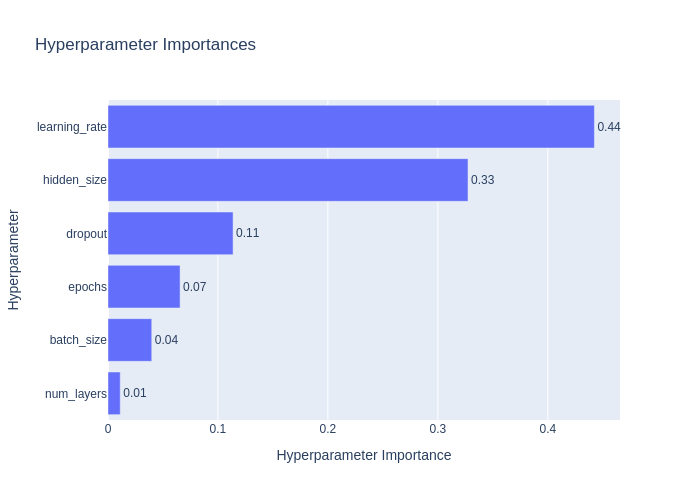 Hyperparameter Importances
Hyperparameter
learning_rate 0.44
hidden_size 0.33
dropout 0.11
epochs 0.07
batch_size 0.04
num_layers 0.01
0 0.1 0.2 0.3 0.4
Hyperparameter Importance